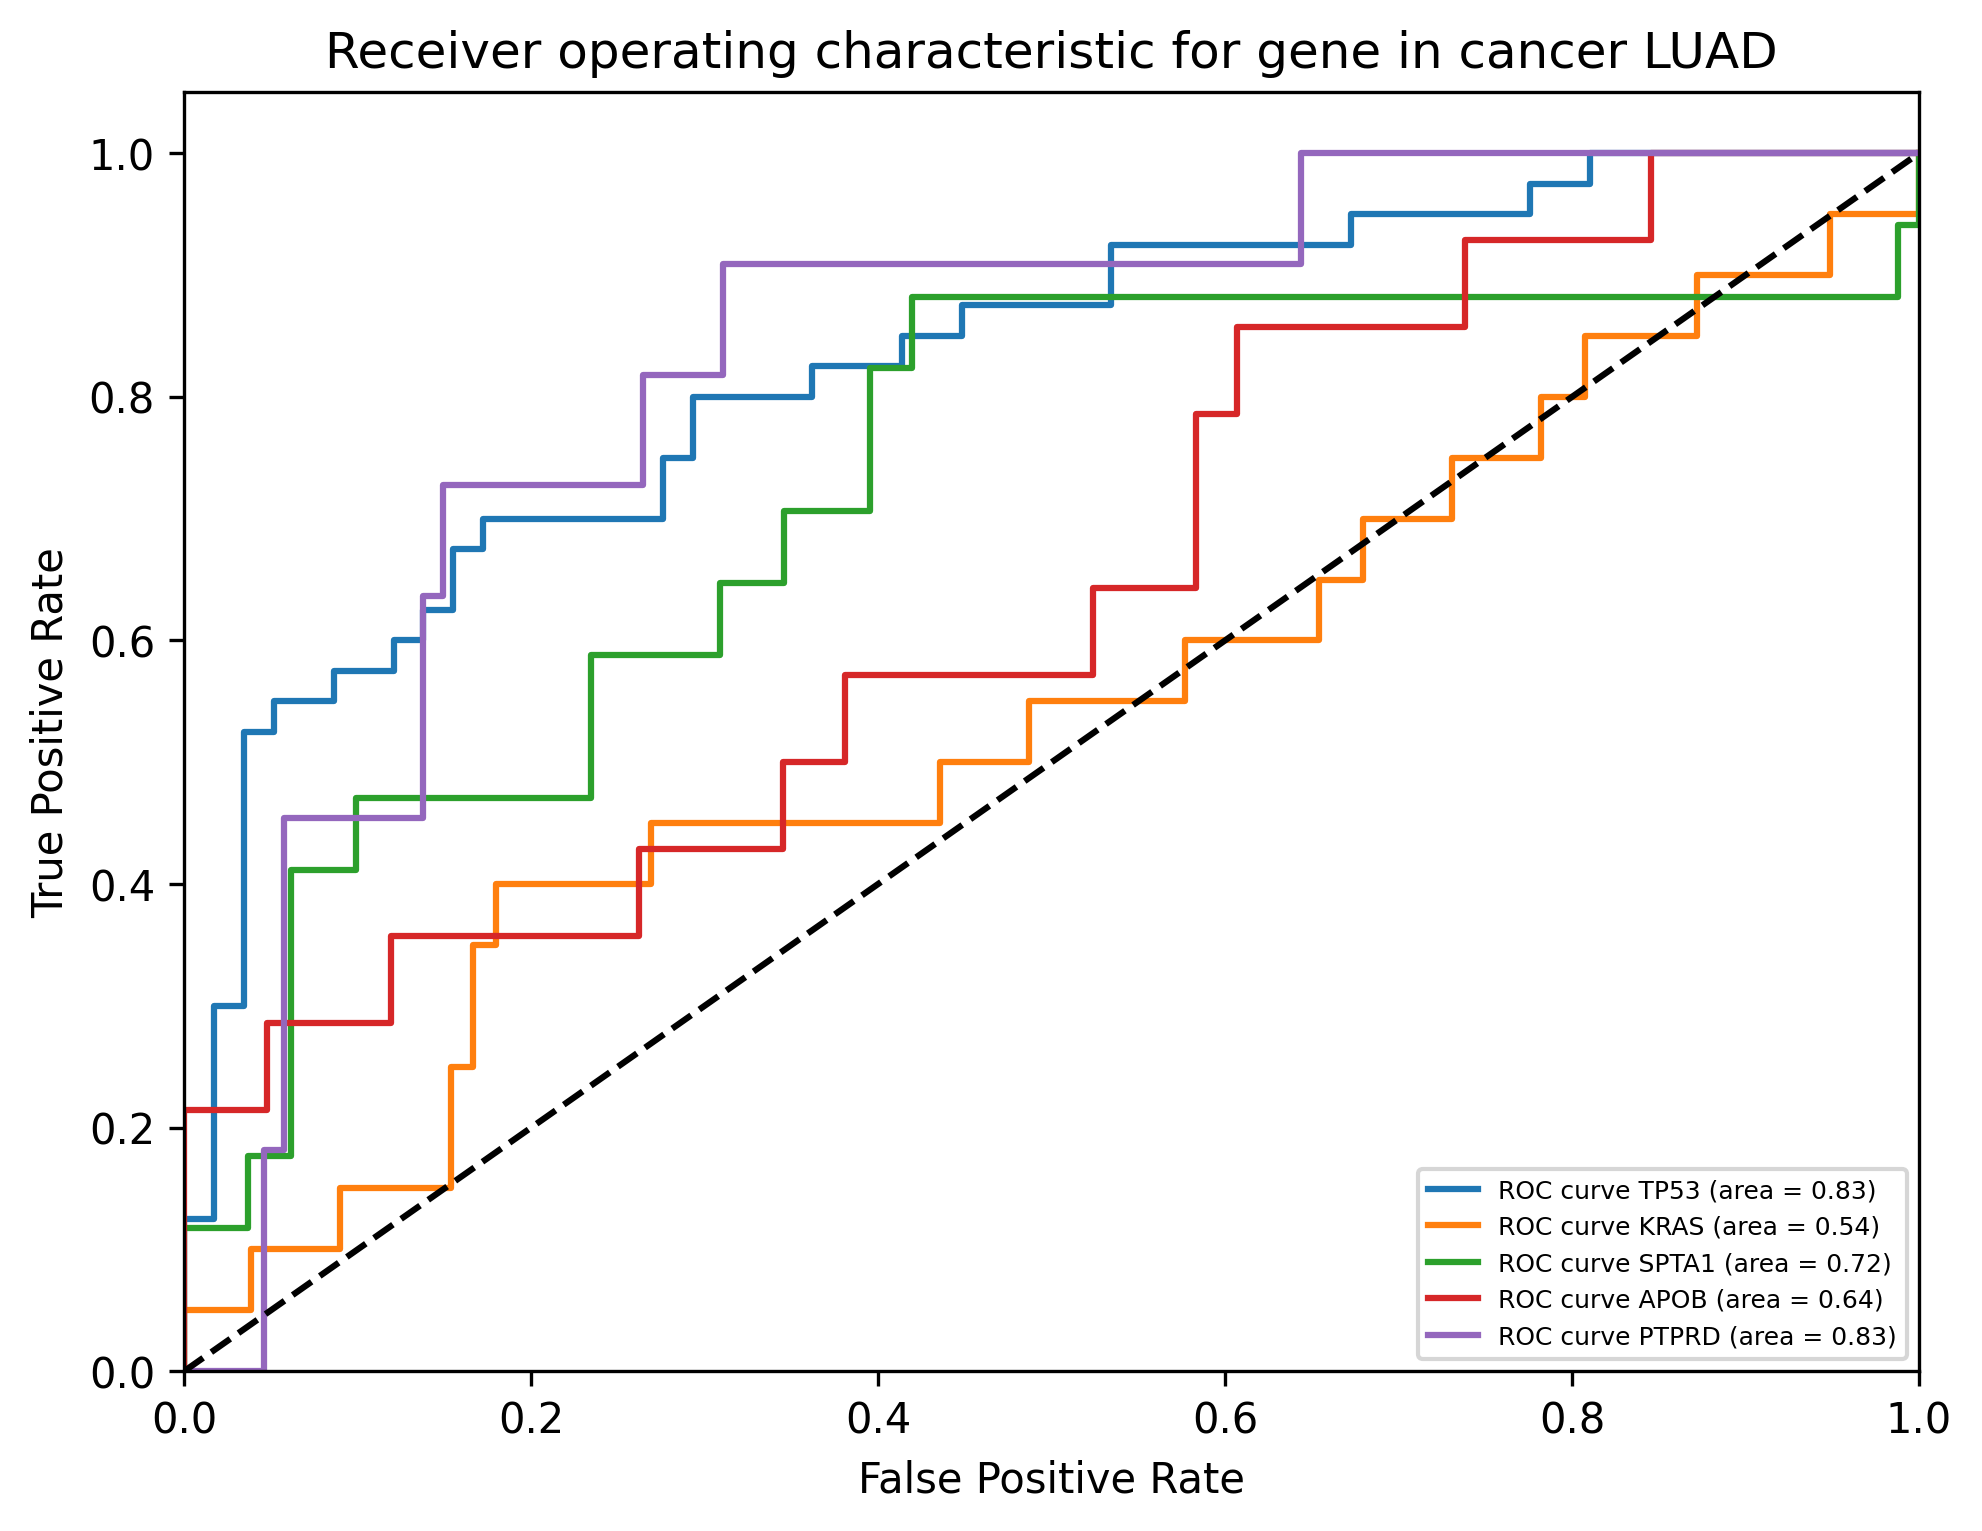 Receiver operating characteristic for gene in cancer LUAD
1.0
0.8
0.6
0.4
0.2
0.0
True Positive Rate
0.0 0.2 0.4 0.6 0.8 1.0
False Positive Rate
ROC curve TP53 (area = 0.83)
ROC curve KRAS (area = 0.54)
ROC curve SPTA1 (area = 0.72)
ROC curve APOB (area = 0.64)
ROC curve PTPRD (area = 0.83)